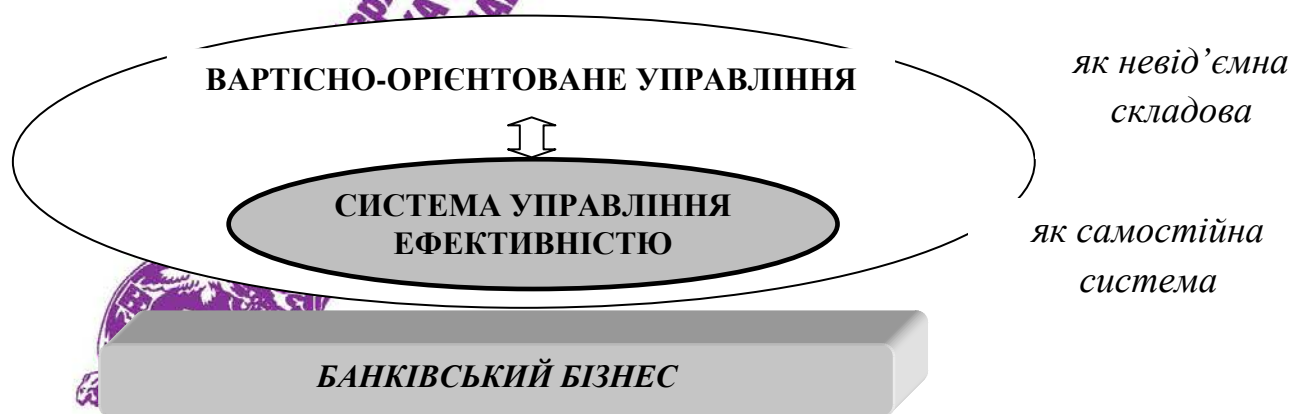 ВАРТІСНО-ОРІЄНТОВАНЕ УПРАВЛІННЯ
як невід’ємна
складова
СИСТЕМА УПРАВЛІННЯ
ЕФЕКТИВНІСТЮ
як самостійна
система
БАНКІВСЬКИЙ БІЗНЕС